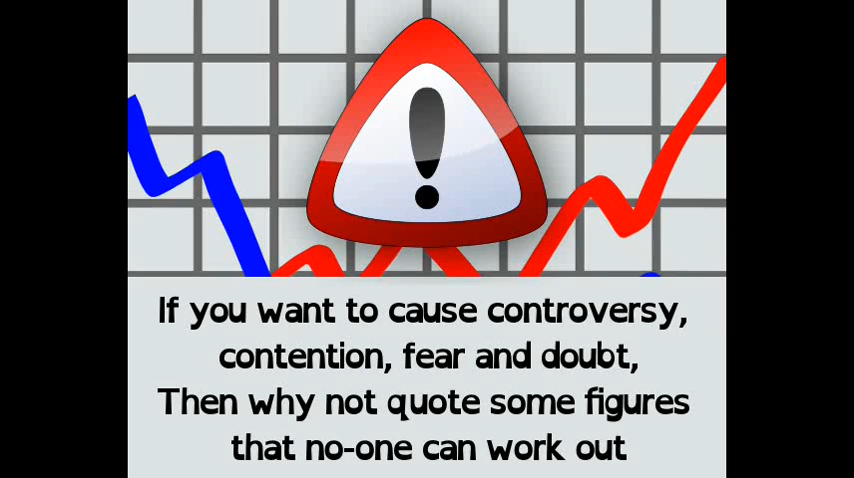 If you want to cause controversy,
contention, fear and doubt,
Then why not quote some figures
that no-one can work out